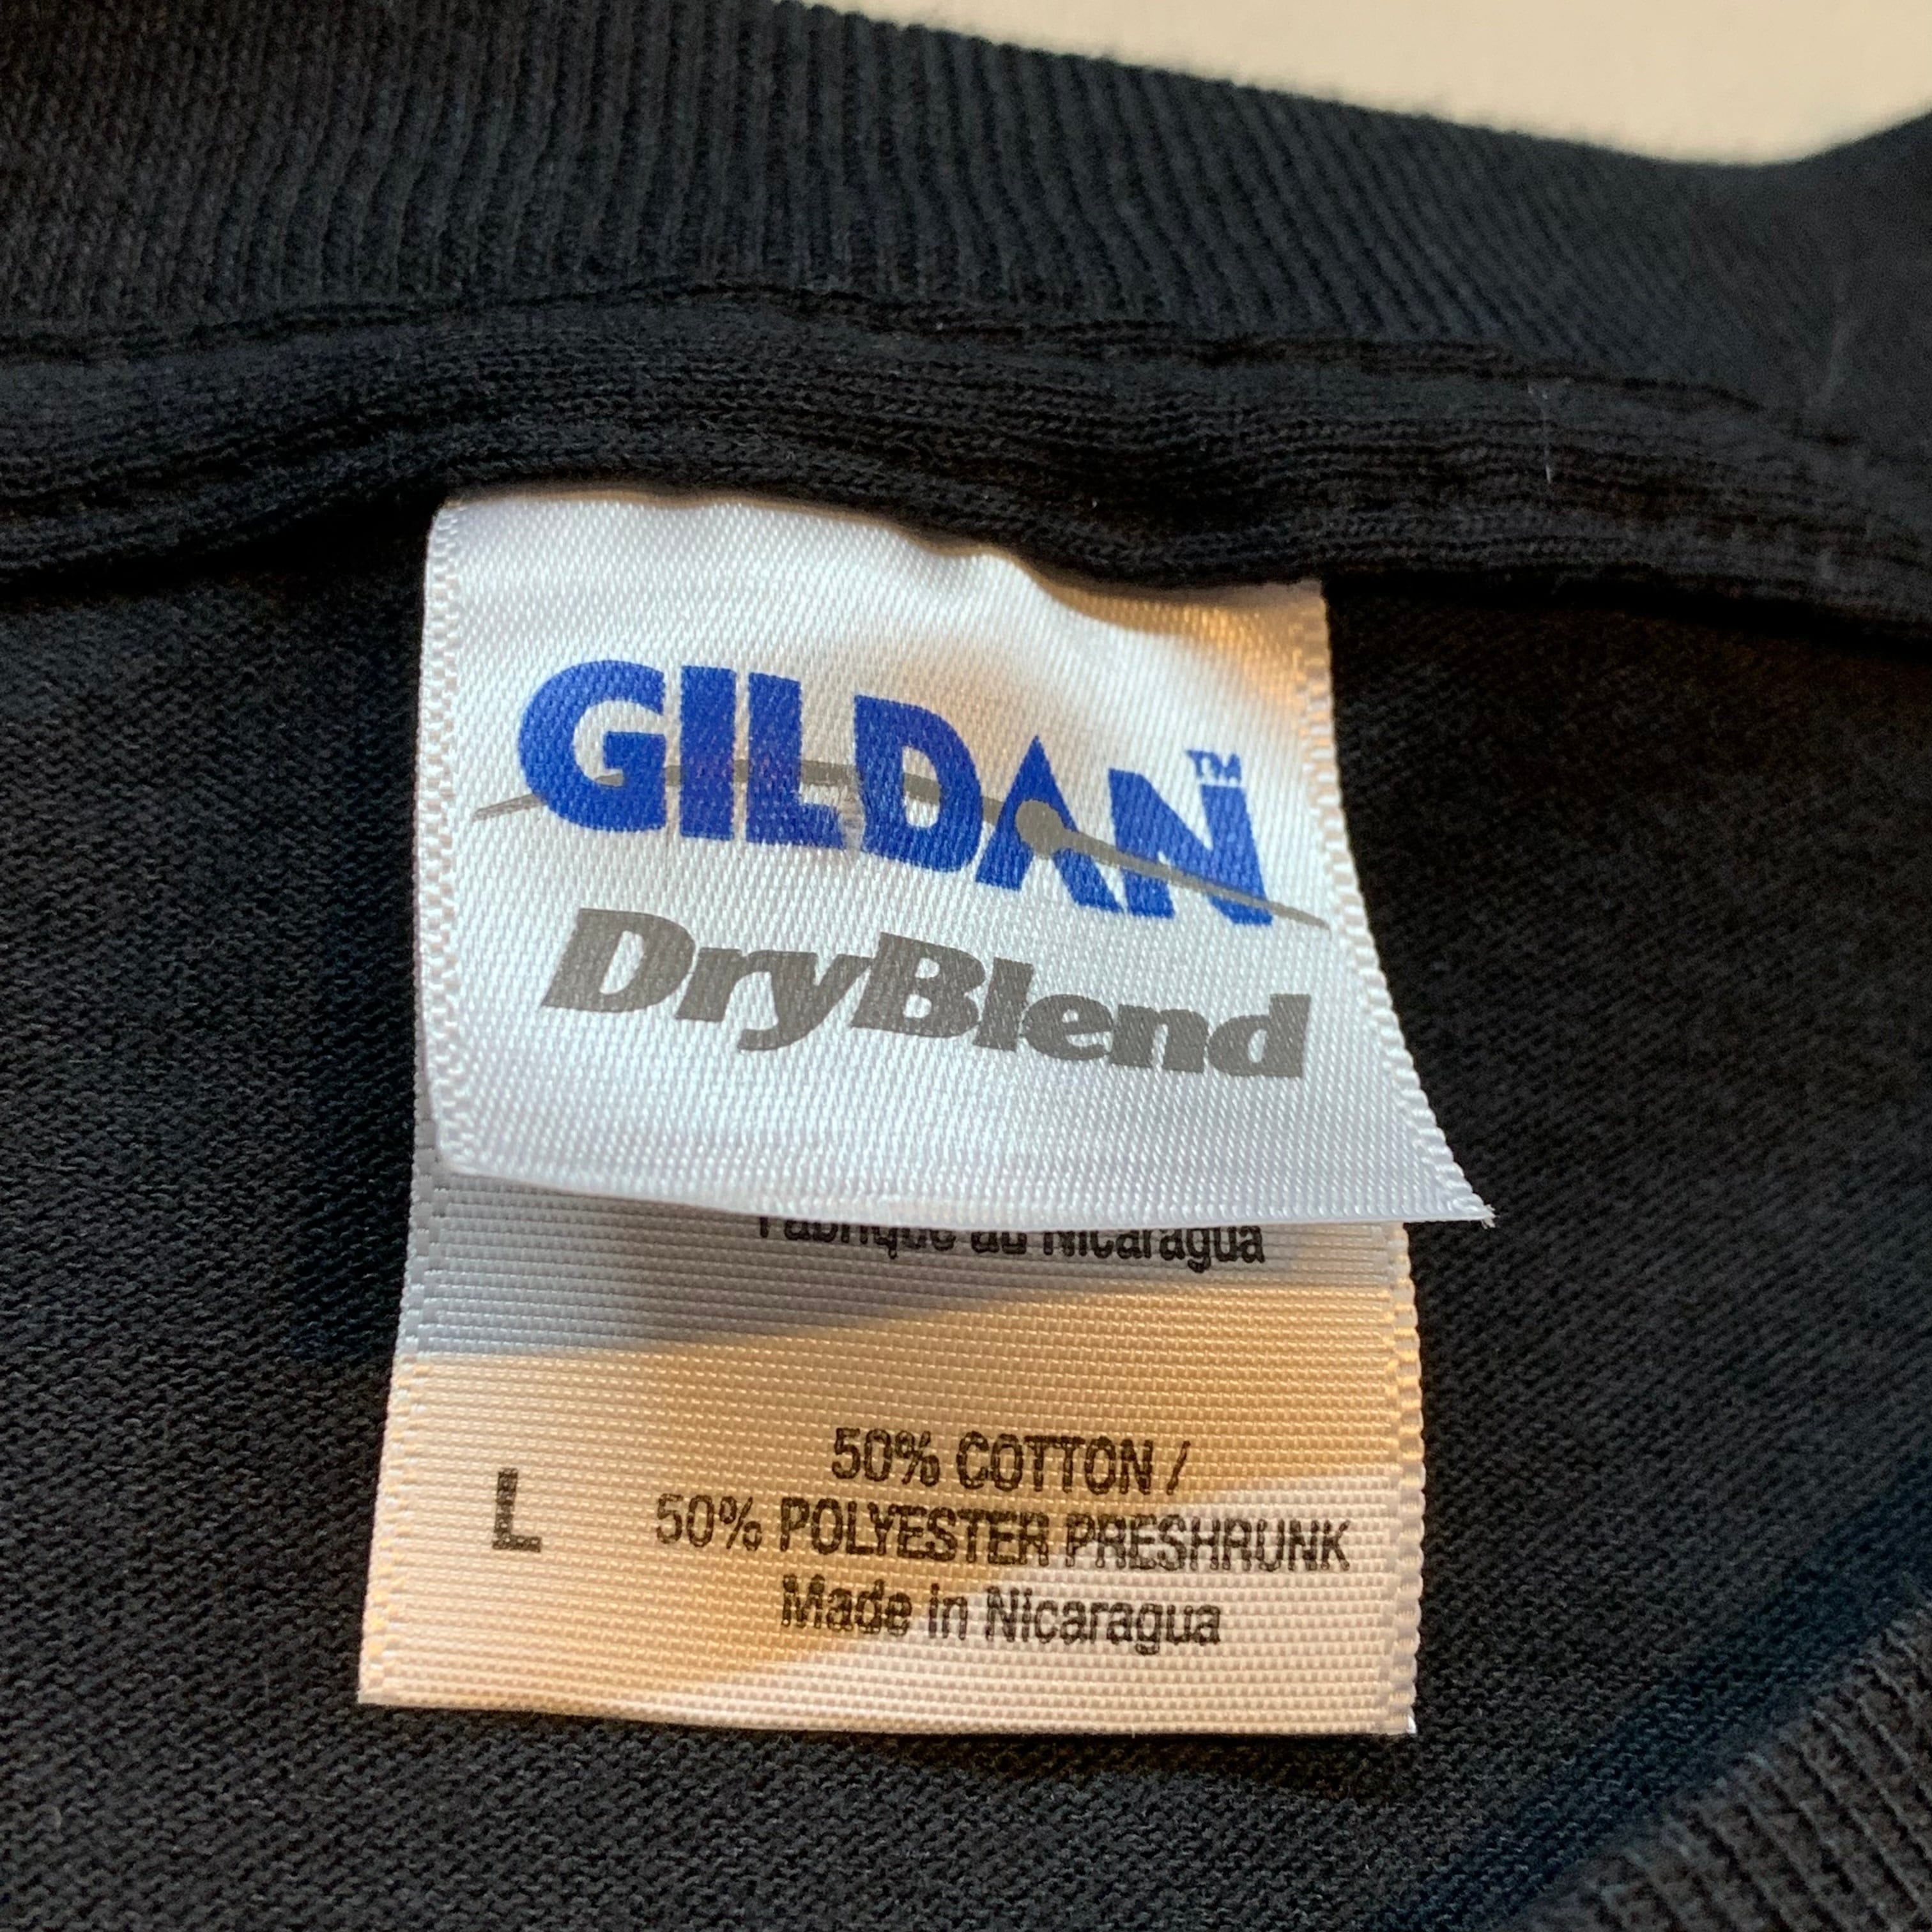 GILDAN™
DryBlend
Fabriqué au Nicaragua
L
50% COTTON /
50% POLYESTER PRESHRUNK
Made in Nicaragua